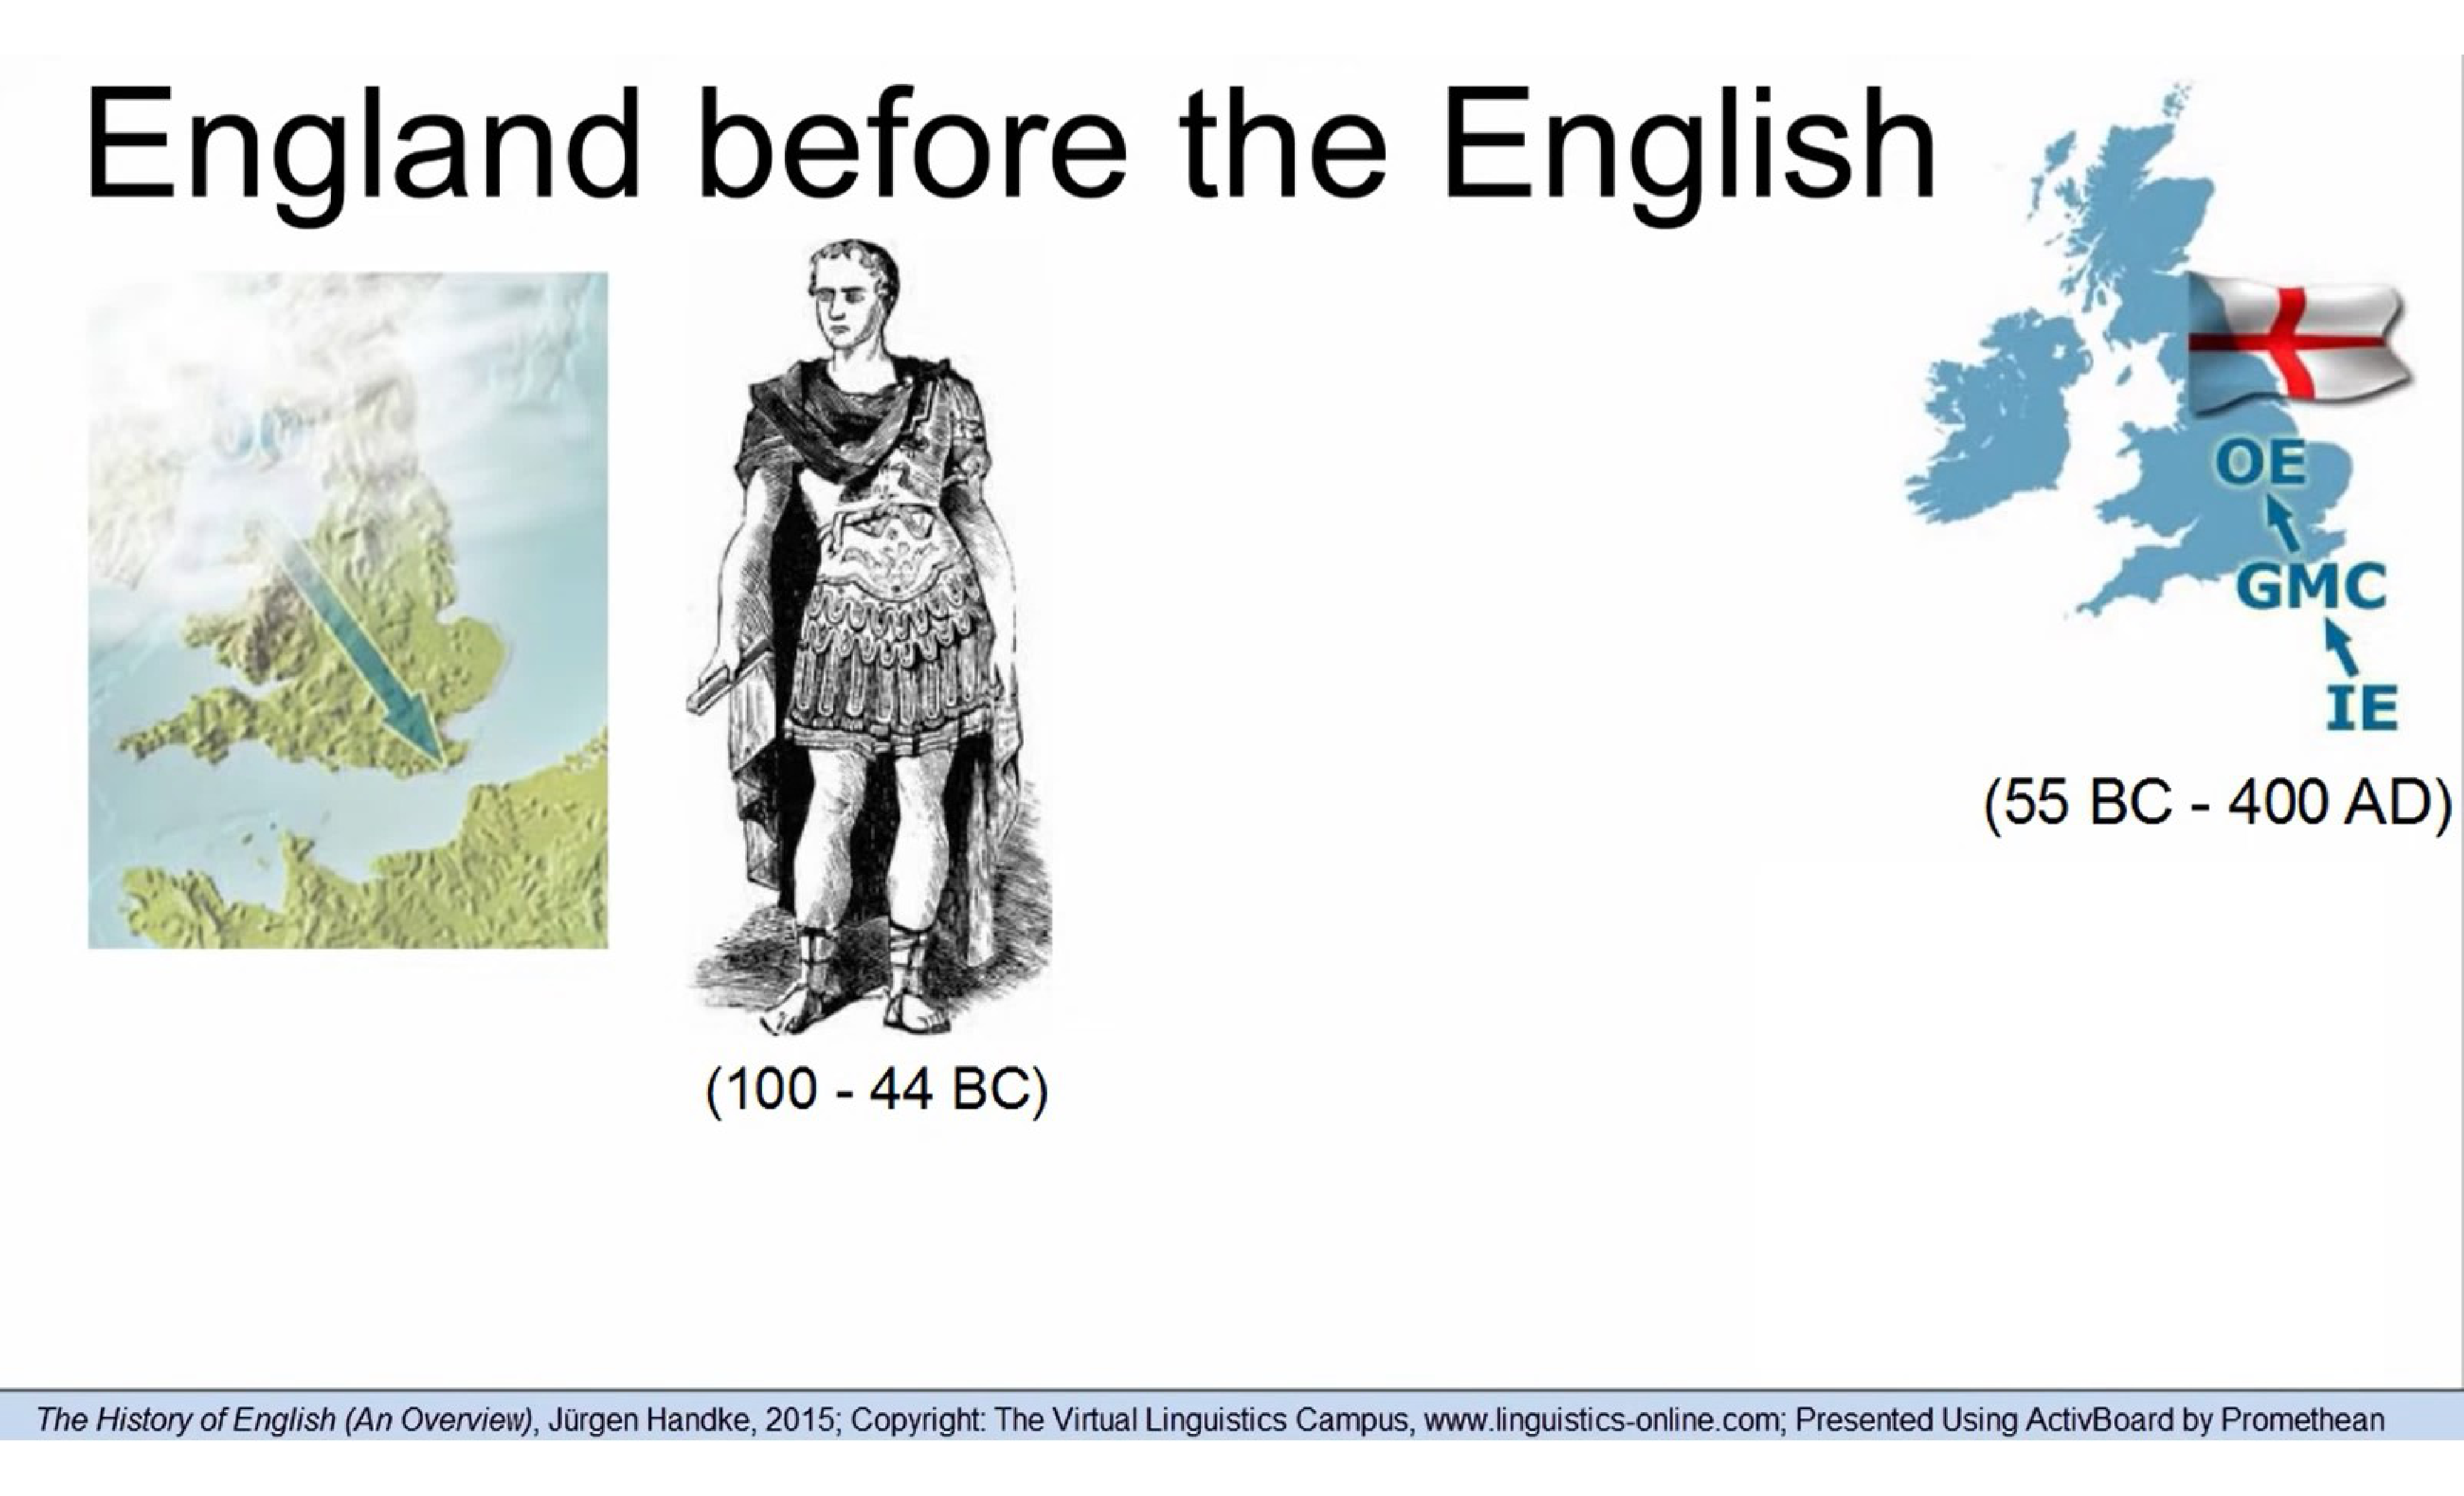 England before the English
OE
GMC
IE
(55 BC - 400 AD)
(100 - 44 BC)
The History of English (An Overview), Jürgen Handke, 2015; Copyright: The Virtual Linguistics Campus, www.linguistics-online.com; Presented Using ActivBoard by Promethean